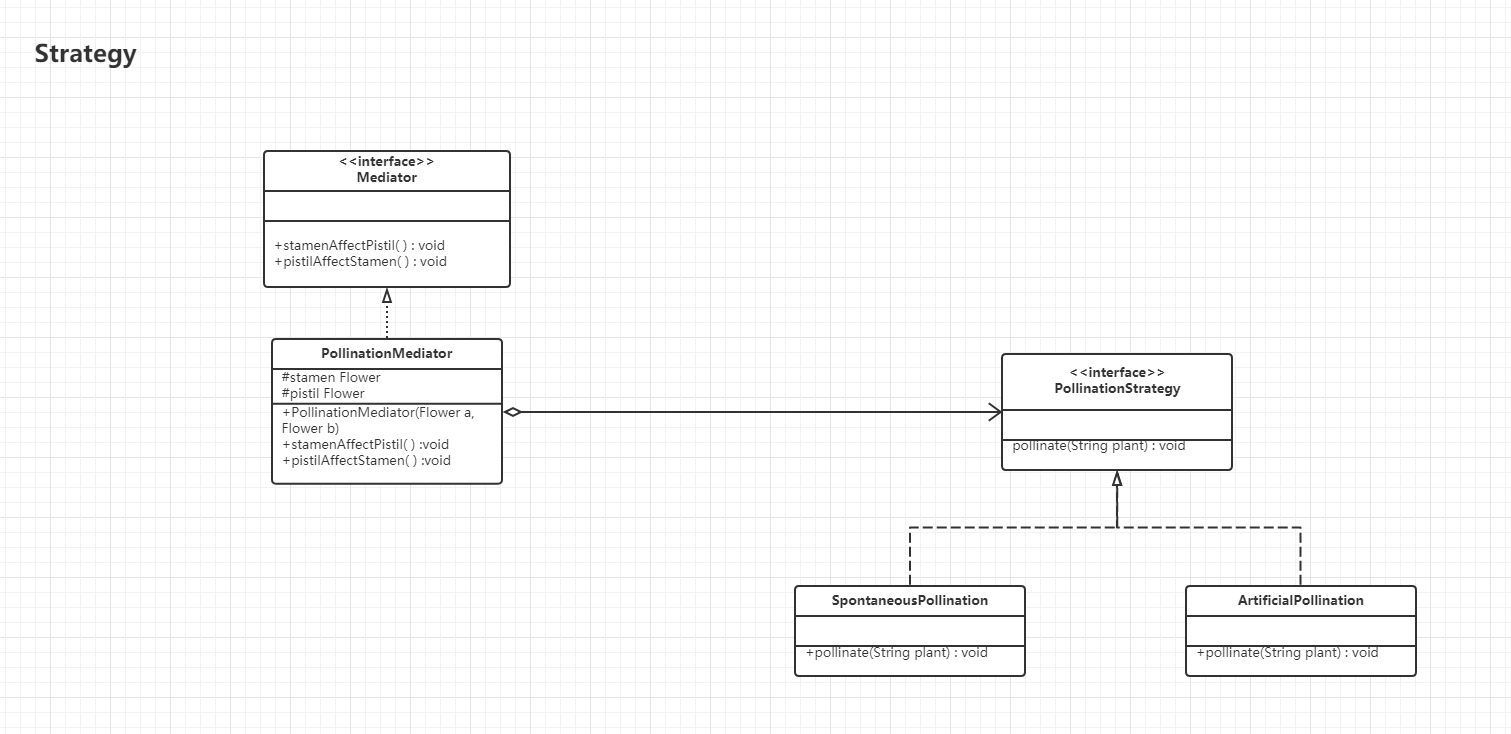 Strategy
<<interface>>
Mediator
+stamenAffectPistil( ) : void
+pistilAffectStamen( ) : void
PollinationMediator
#stamen Flower
#pistil Flower
+PollinationMediator(Flower a,
Flower b)
+stamenAffectPistil( ) :void
+pistilAffectStamen( ) :void
<<interface>>
PollinationStrategy
pollinate(String plant) : void
SpontaneousPollination
+pollinate(String plant) : void
ArtificialPollination
+pollinate(String plant) : void